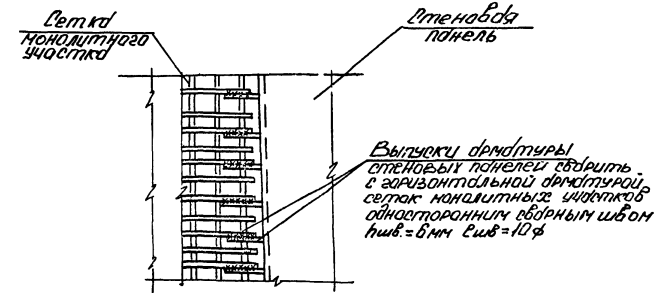 Сетка
монолитного
участка
Стеновая
панель
Выпуски арматуры
стеновых панелей сварить
с горизонтальной арматурой
сеток монолитных участков
односторонним сварным швом
hшв.=6мм ℓшв=10ф